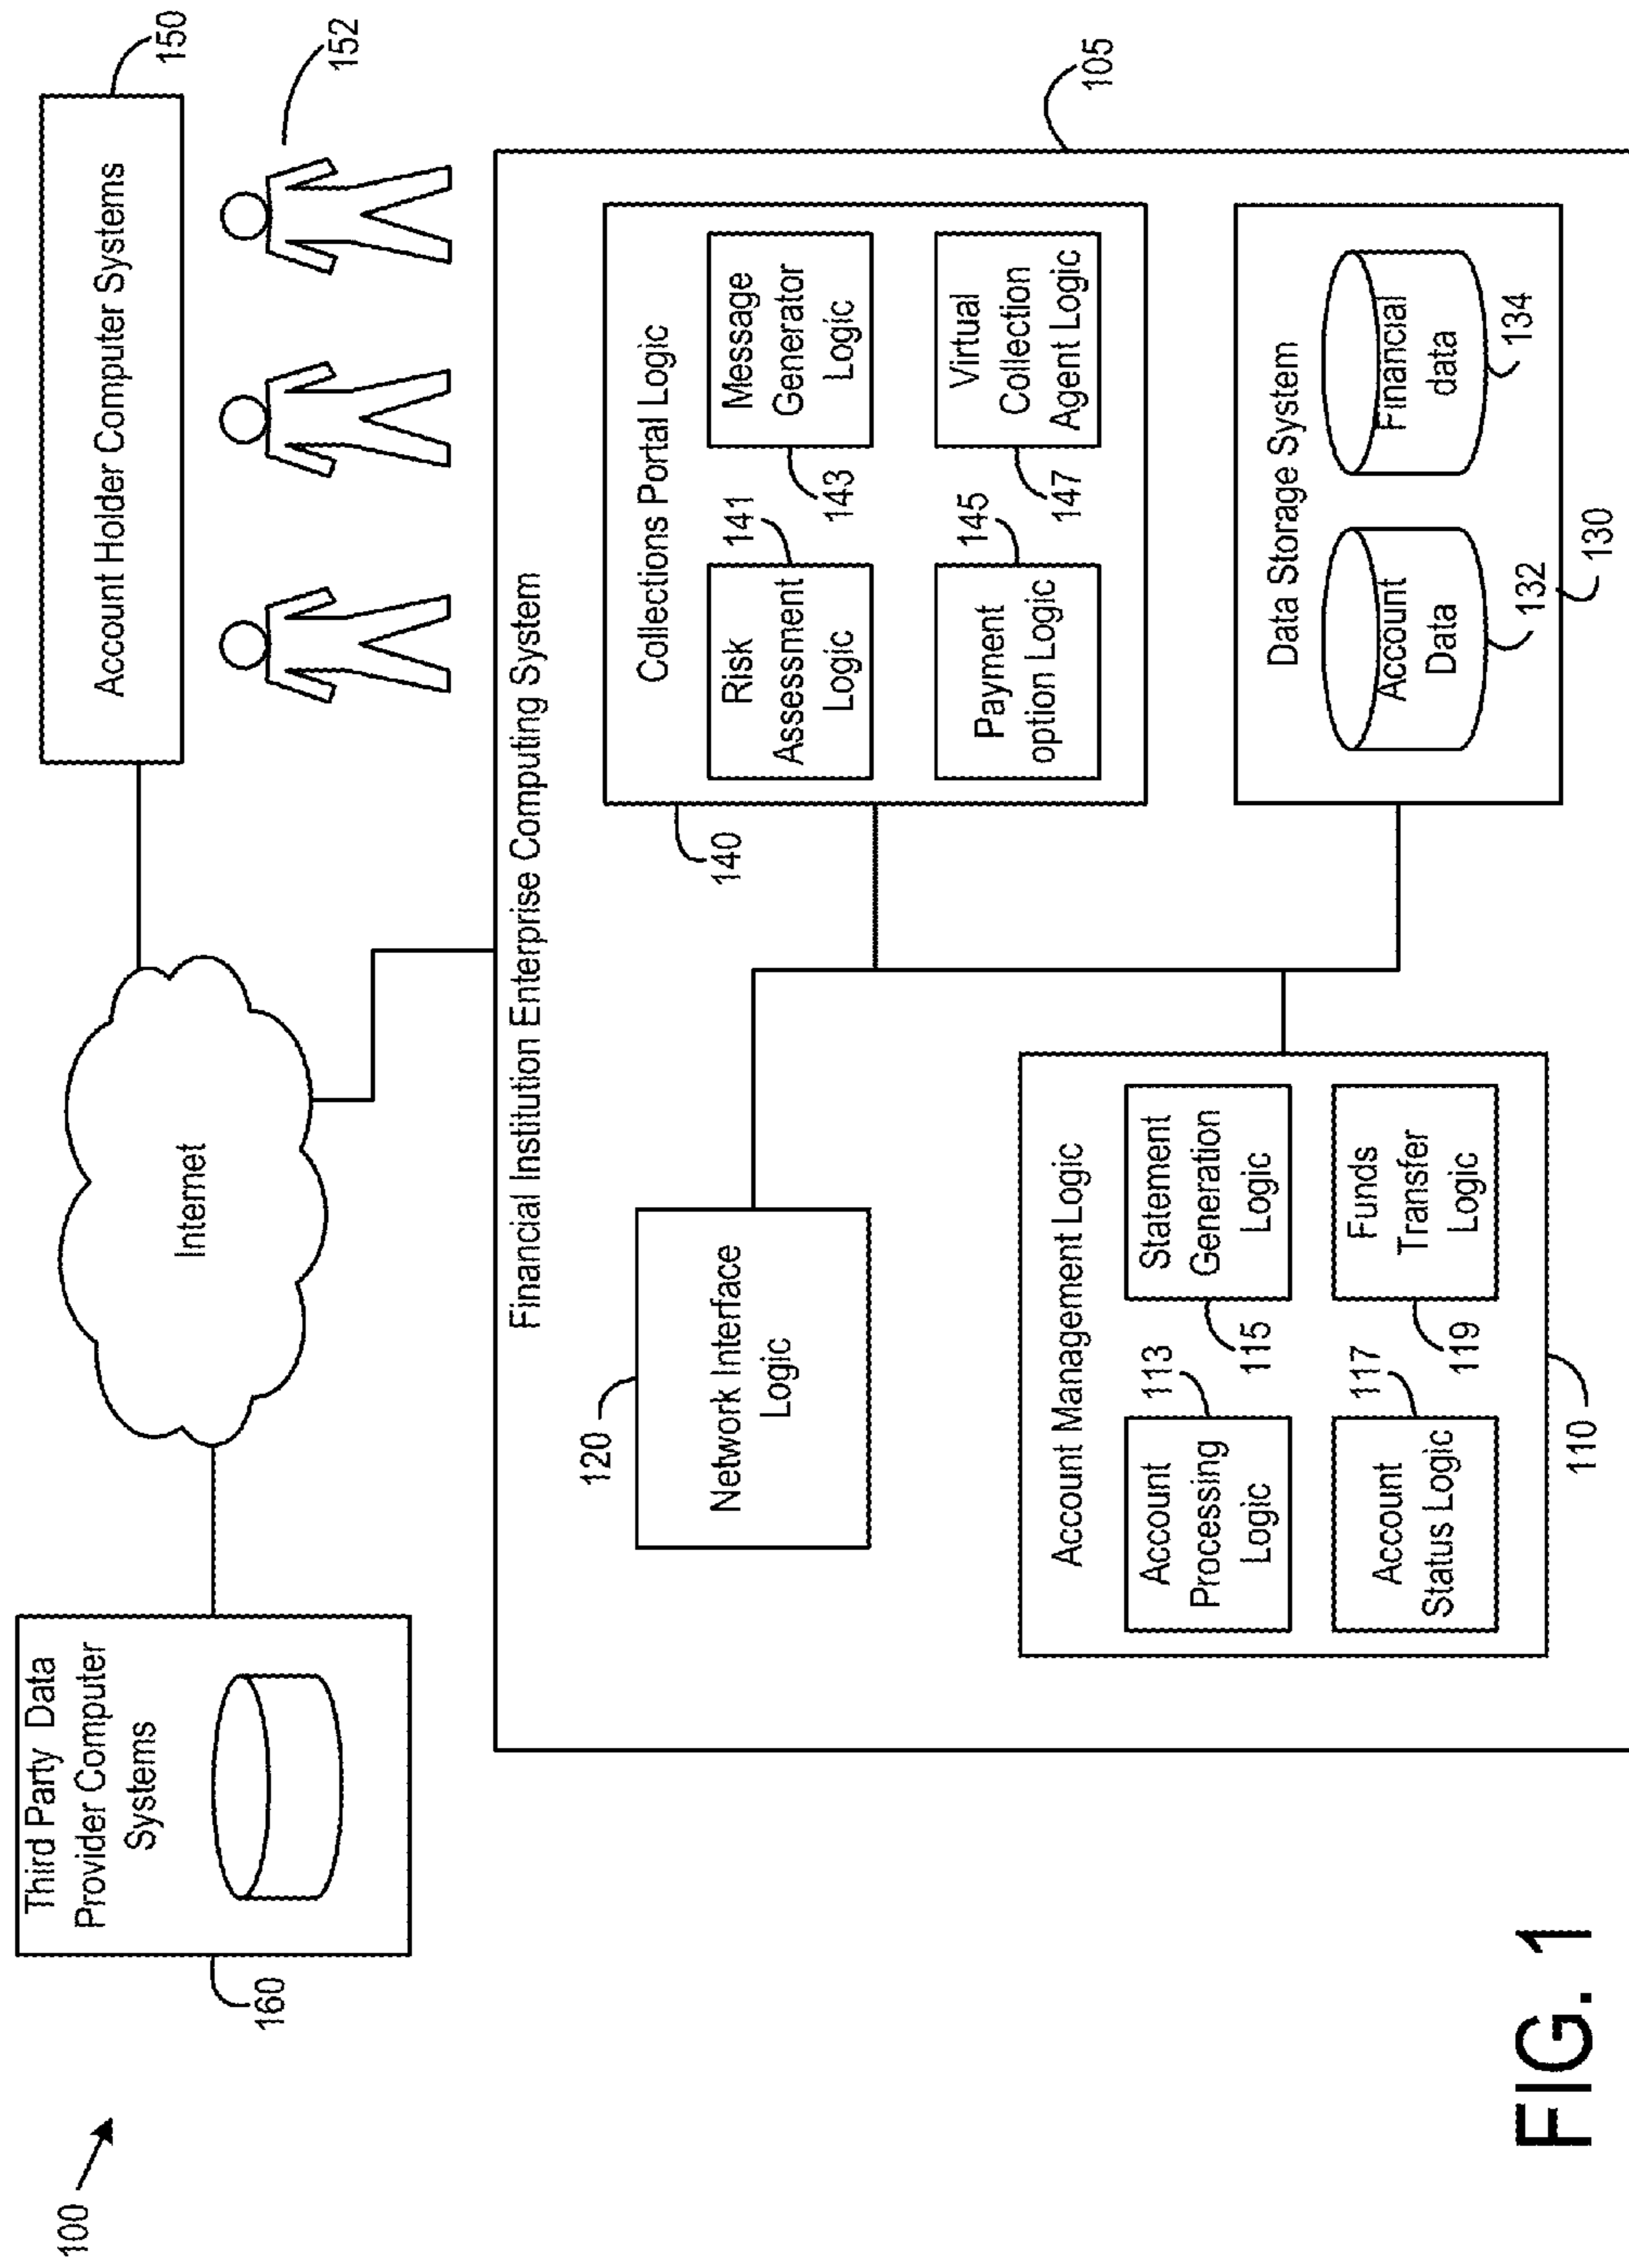 100
Third Party Data
Provider Computer
Systems
160
Internet
Account Holder Computer Systems
150
152
Financial Institution Enterprise Computing System
105
120
Network Interface
Logic
Collections Portal Logic
140
Risk
Assessment
Logic
141
Message
Generator
Logic
143
Payment
option Logic
145
Virtual
Collection
Agent Logic
147
Account Management Logic
Account
Processing
Logic
113
Statement
Generation
Logic
115
Account
Status Logic
117
Funds
Transfer
Logic
119
110
Data Storage System
Account
Data
132
Financial
data
134
130
FIG. 1